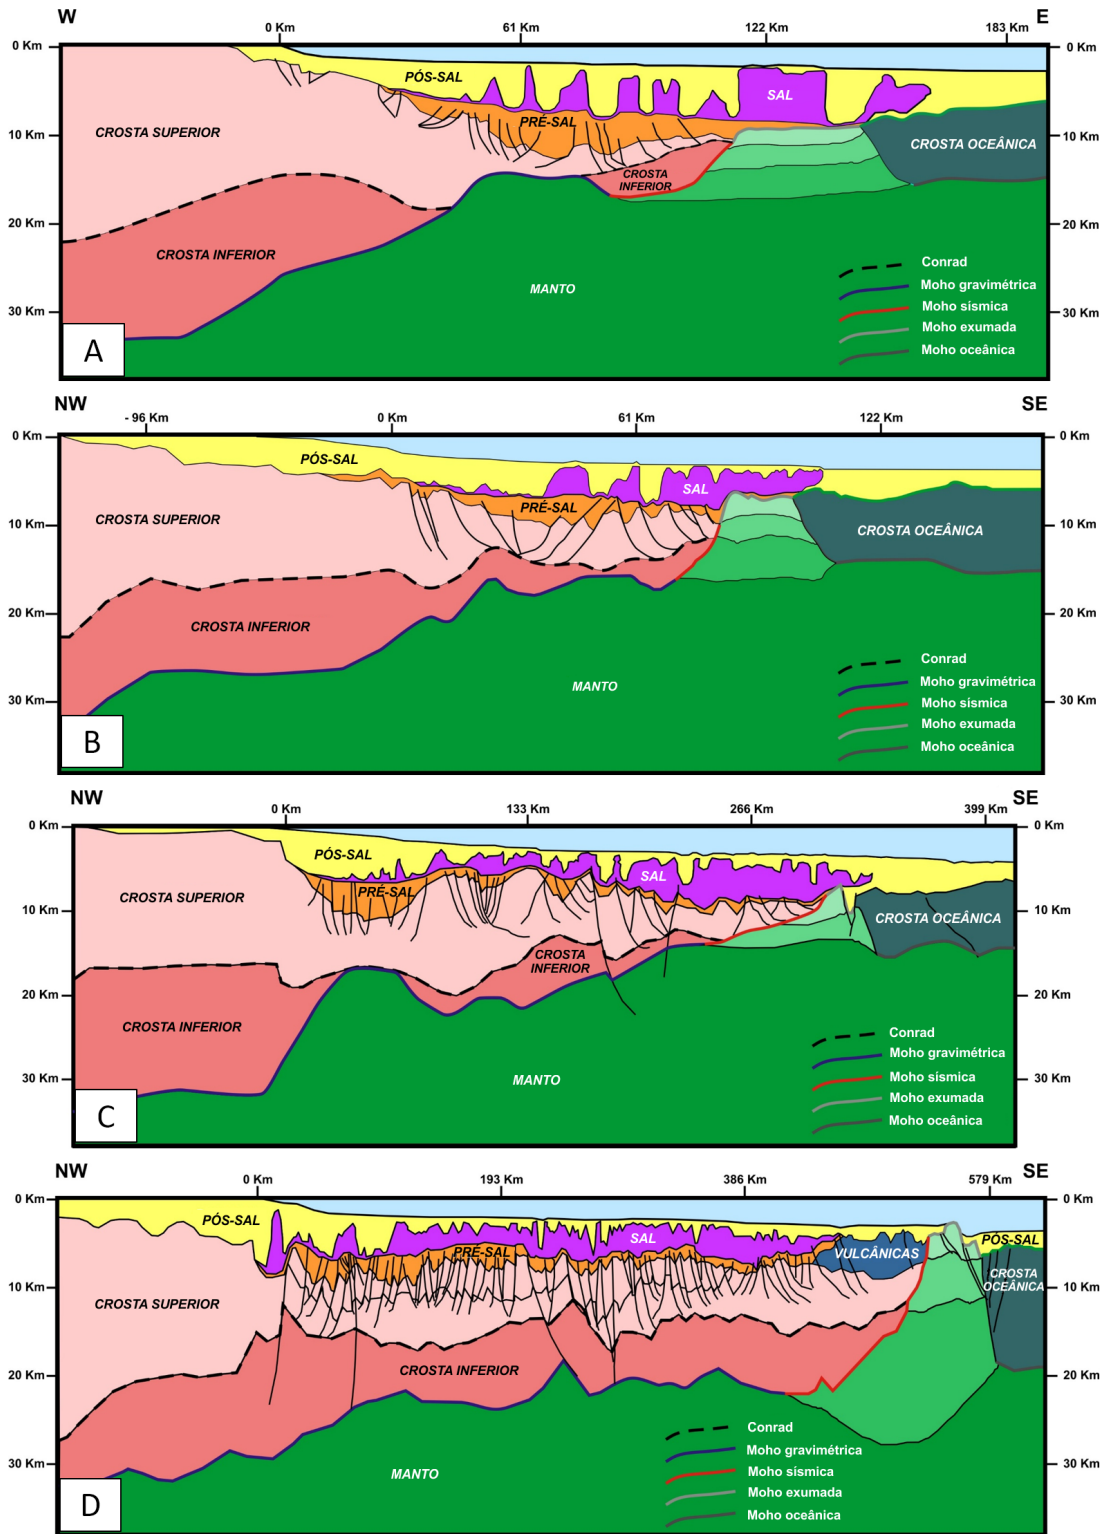 W
E
0 Km
61 Km
122 Km
183 Km
0 Km
0 Km
PÓS-SAL
SAL
PRÉ-SAL
CROSTA SUPERIOR
10 Km
10 Km
CROSTA OCEÂNICA
CROSTA
INFERIOR
20 Km
20 Km
CROSTA INFERIOR
MANTO
30 Km
30 Km
Conrad
Moho gravimétrica
Moho sísmica
Moho exumada
Moho oceânica
A
NW
SE
- 96 Km
0 Km
61 Km
122 Km
0 Km
0 Km
PÓS-SAL
SAL
PRÉ-SAL
CROSTA SUPERIOR
10 Km
10 Km
CROSTA OCEÂNICA
20 Km
20 Km
CROSTA INFERIOR
MANTO
30 Km
30 Km
Conrad
Moho gravimétrica
Moho sísmica
Moho exumada
Moho oceânica
B
NW
SE
0 Km
133 Km
266 Km
399 Km
0 Km
0 Km
PÓS-SAL
SAL
PRÉ-SAL
CROSTA SUPERIOR
10 Km
10 Km
CROSTA OCEÂNICA
CROSTA
INFERIOR
20 Km
20 Km
CROSTA INFERIOR
MANTO
30 Km
30 Km
Conrad
Moho gravimétrica
Moho sísmica
Moho exumada
Moho oceânica
C
NW
SE
0 Km
193 Km
386 Km
579 Km
0 Km
0 Km
PÓS-SAL
SAL
PRÉ-SAL
VULCÂNICAS
PÓS-SAL
CROSTA
OCEÂNICA
10 Km
10 Km
CROSTA SUPERIOR
CROSTA INFERIOR
20 Km
20 Km
MANTO
30 Km
30 Km
Conrad
Moho gravimétrica
Moho sísmica
Moho exumada
Moho oceânica
D